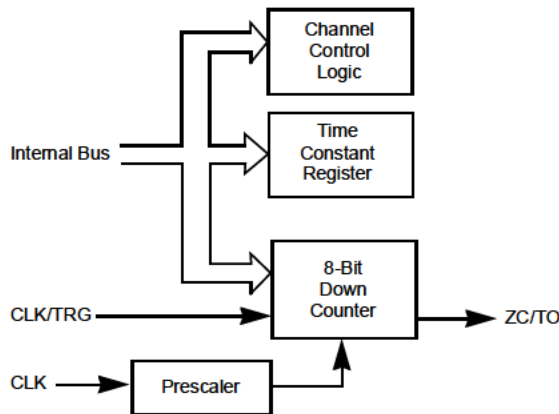 Channel
Control
Logic
Internal Bus
Time
Constant
Register
8-Bit
Down
Counter
CLK/TRG
ZC/TO
CLK
Prescaler